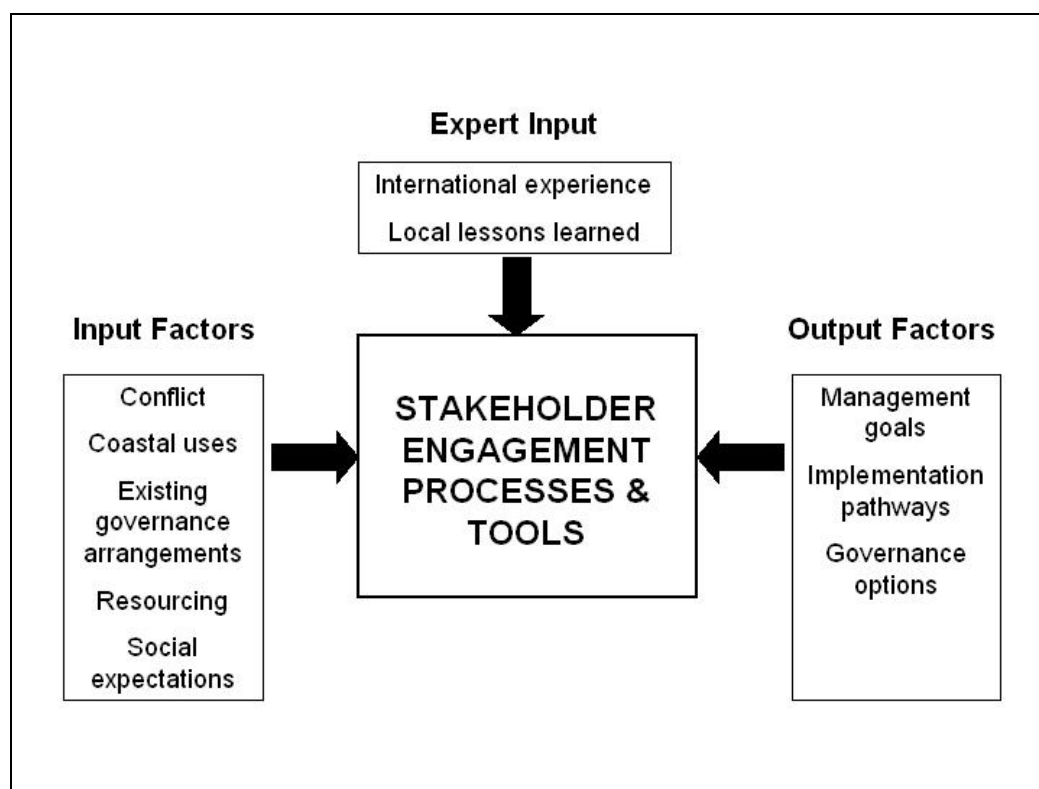 Expert Input
International experience
Local lessons learned
Input Factors
Conflict
Coastal uses
Existing
governance
arrangements
Resourcing
Social
expectations
STAKEHOLDER
ENGAGEMENT
PROCESSES &
TOOLS
Output Factors
Management
goals
Implementation
pathways
Governance
options